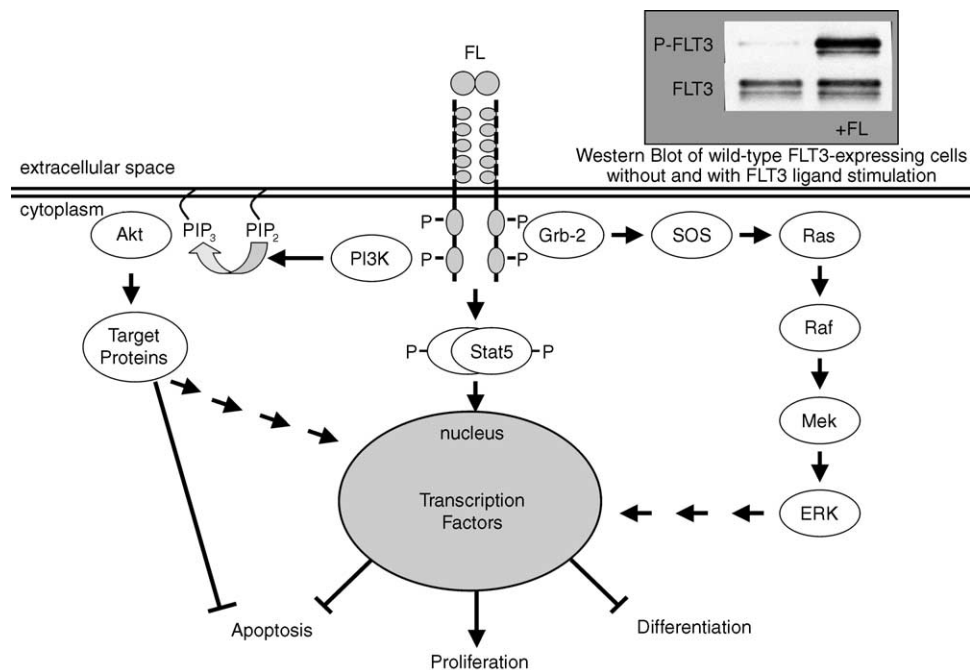 P-FLT3
FLT3
+FL
Western Blot of wild-type FLT3-expressing cells
without and with FLT3 ligand stimulation
FL
extracellular space
cytoplasm
Akt
PIP3
PIP2
PI3K
P
P
P
P
Grb-2
SOS
Ras
Target
Proteins
P
Stat5
P
Raf
nucleus
Mek
Transcription
Factors
ERK
Apoptosis
Differentiation
Proliferation